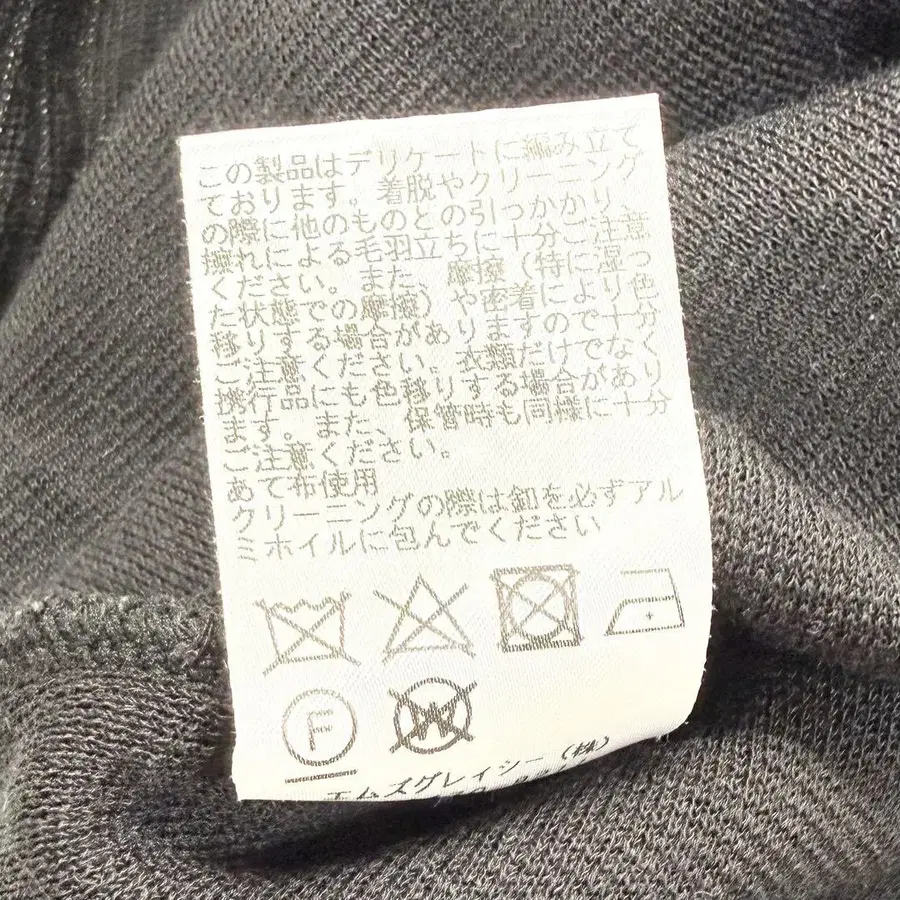 この製品はデリケートに編み立て
ております。着脱やクリーニング
の際に他のものとの引っかかり、
擦れによる毛羽立ちに十分ご注意
ください。また、摩擦（特に湿っ
た状態での摩擦）や密着により色
移りする場合がありますので十分
ご注意ください。衣類だけでなく
携行品にも色移りする場合があり
ます。また、保管時も同様に十分
ご注意ください。
あて布使用
クリーニングの際は釦を必ずアル
ミホイルに包んでください
F
W
エムズグレイシー（株）